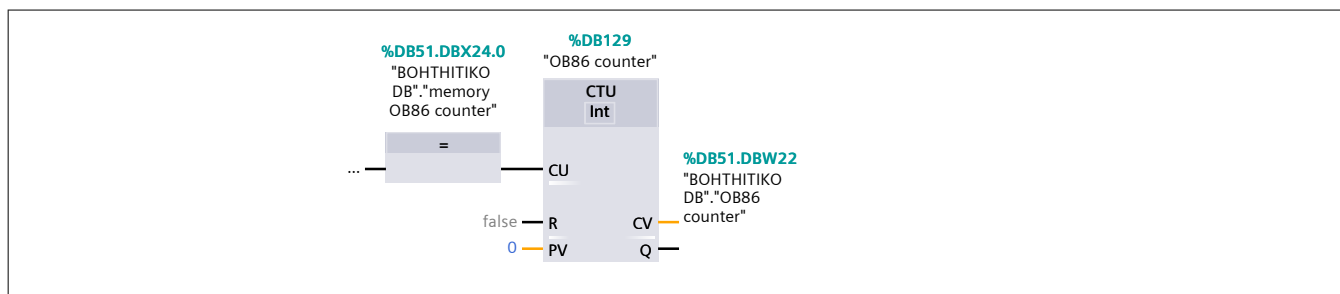 %DB51.DBX24.0
"BOHTHITIKO
DB"."memory
OB86 counter"
=
...
%DB129
"OB86 counter"
CTU
Int
CU
false
R
0
PV
CV
Q
%DB51.DBW22
"BOHTHITIKO
DB"."OB86
counter"